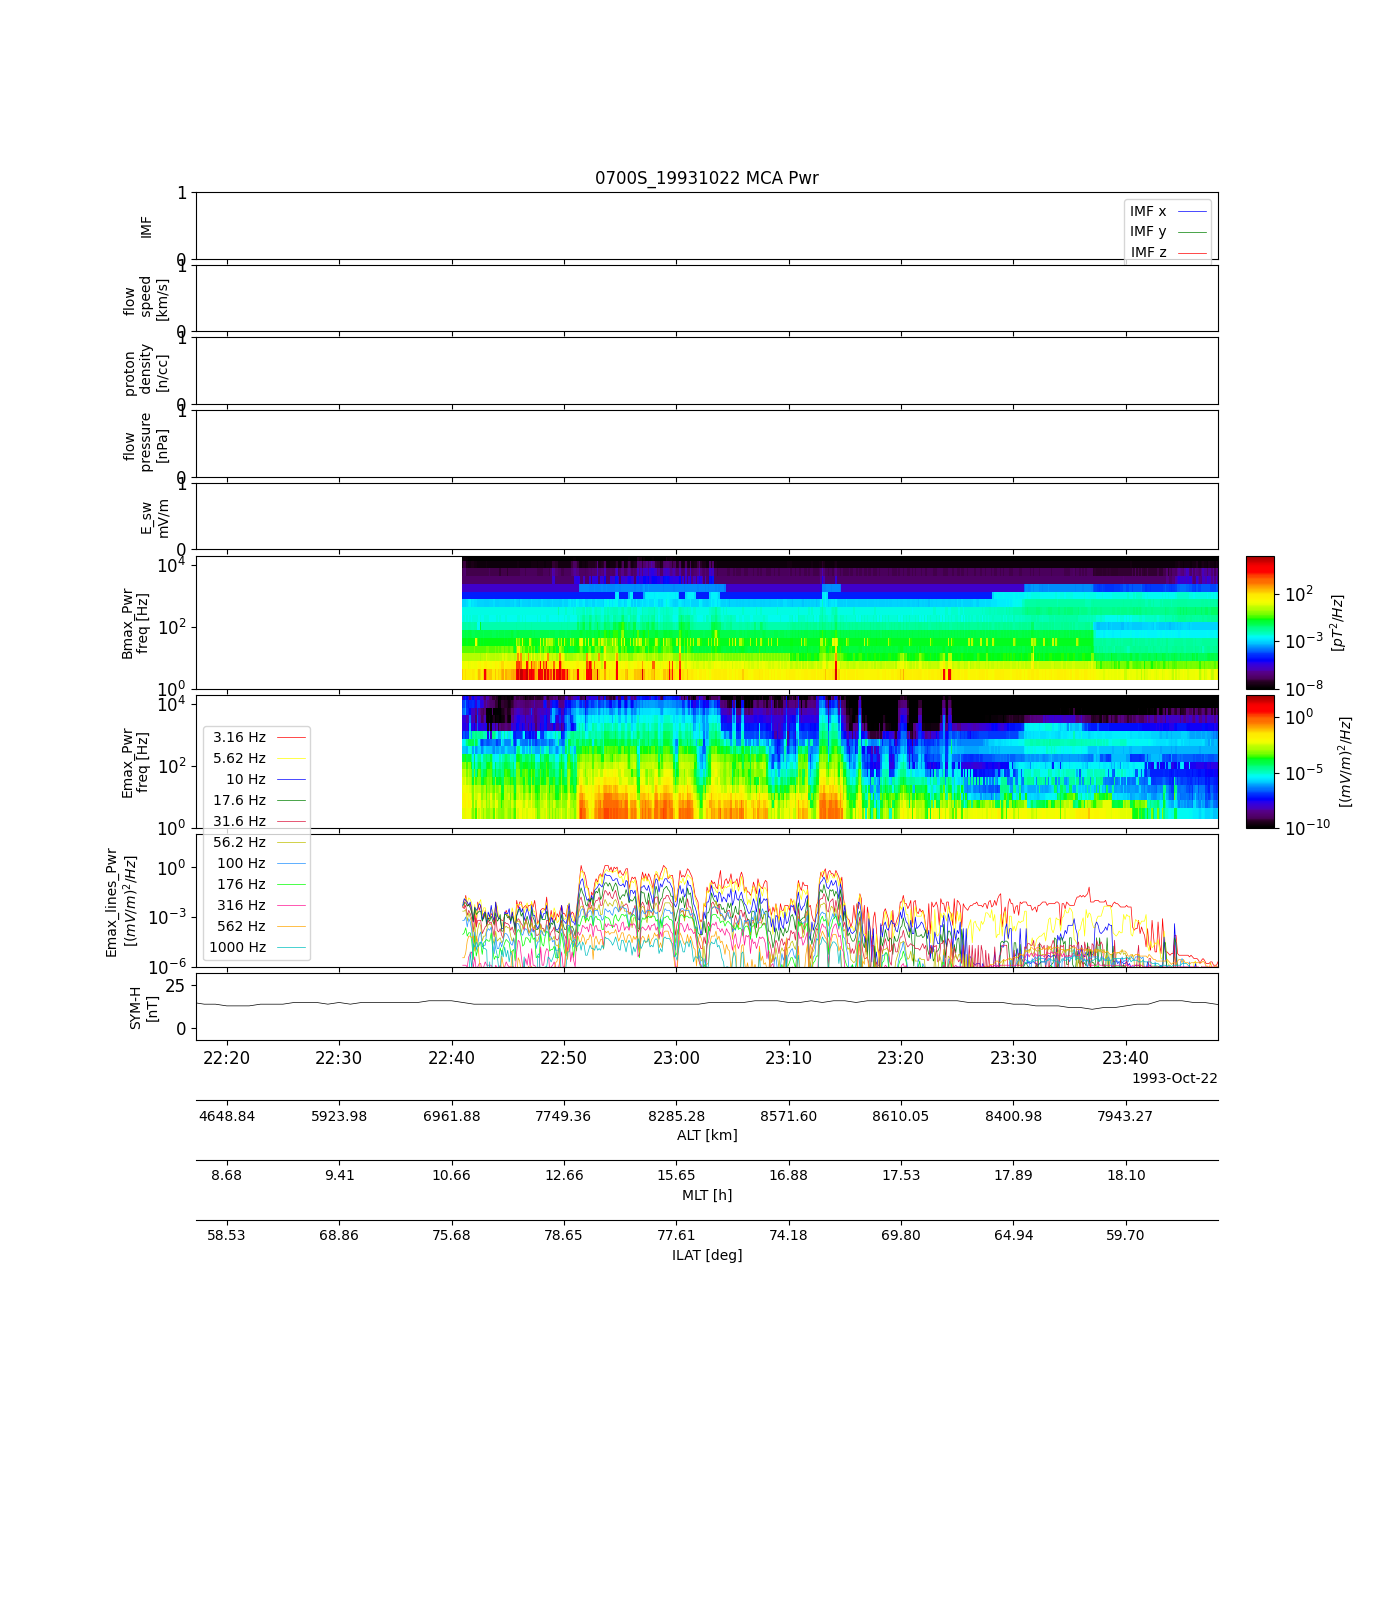 0700S_19931022 MCA Pwr
1
IMF
0
IMF x
IMF y
IMF z
1
flow
speed
[km/s]
0
1
proton
density
[n/cc]
0
1
flow
pressure
[nPa]
0
1
E_sw
mV/m
0
10^4
10^2
10^0
Bmax_Pwr
freq [Hz]
10^2
10^-3
10^-8
[pT^2/Hz]
10^4
10^2
10^0
Emax_Pwr
freq [Hz]
10^0
10^-5
10^-10
[(mV/m)^2/Hz]
3.16 Hz
5.62 Hz
10 Hz
17.6 Hz
31.6 Hz
56.2 Hz
100 Hz
176 Hz
316 Hz
562 Hz
1000 Hz
10^0
10^-3
10^-6
Emax_lines_Pwr
[(mV/m)^2/Hz]
25
0
SYM-H
[nT]
22:20 22:30 22:40 22:50 23:00 23:10 23:20 23:30 23:40
1993-Oct-22
4648.84 5923.98 6961.88 7749.36 8285.28 8571.60 8610.05 8400.98 7943.27
ALT [km]
8.68 9.41 10.66 12.66 15.65 16.88 17.53 17.89 18.10
MLT [h]
58.53 68.86 75.68 78.65 77.61 74.18 69.80 64.94 59.70
ILAT [deg]